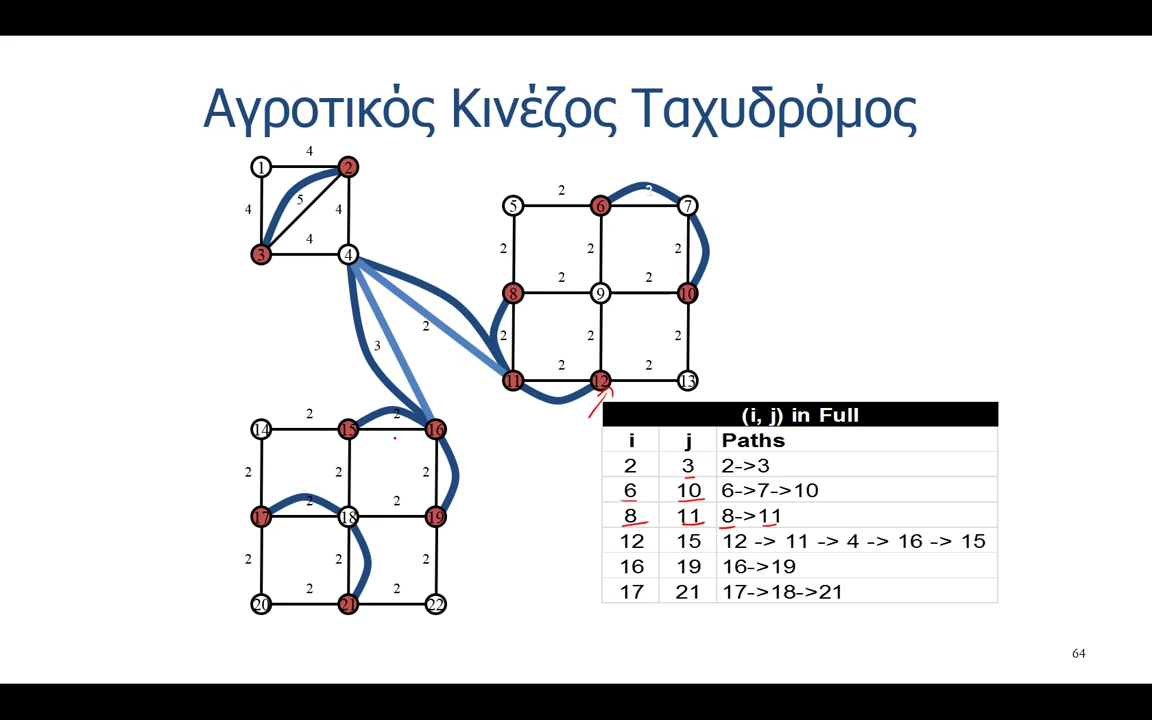 Αγροτικός Κινέζος Ταχυδρόμος
4
1 2
5
4 4
4
3 4
2
3
2
5 6 7
2 2 2
2 2
8 9 10
2 2 2
2 2
11 12 13
2 2
14 15 16
2 2 2
2 2
17 18 19
2 2 2
2 2
20 21 22
(i, j) in Full
i j Paths
2 3 2->3
6 10 6->7->10
8 11 8->11
12 15 12 -> 11 -> 4 -> 16 -> 15
16 19 16->19
17 21 17->18->21
64